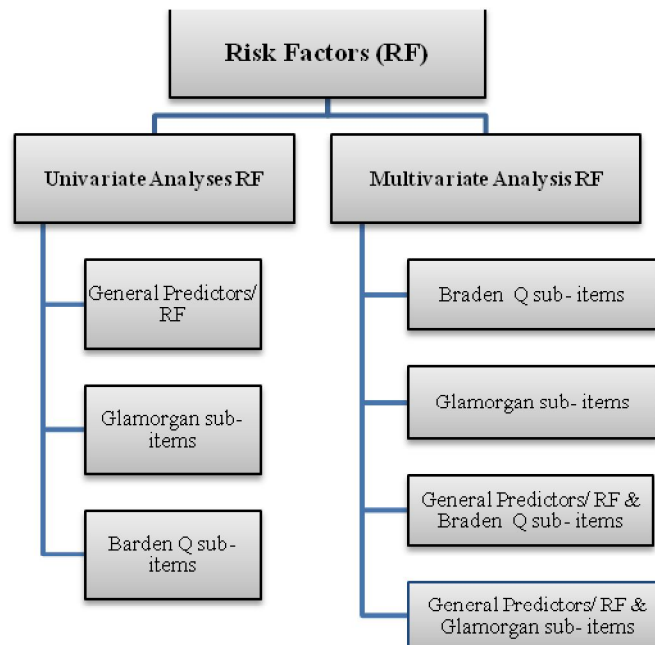 Risk Factors (RF)
Univariate Analyses RF
Multivariate Analysis RF
General Predictors/
RF
Glamorgan sub-
items
Barden Q sub-
items
Braden Q sub- items
Glamorgan sub- items
General Predictors/ RF &
Braden Q sub- items
General Predictors/ RF &
Glamorgan sub- items